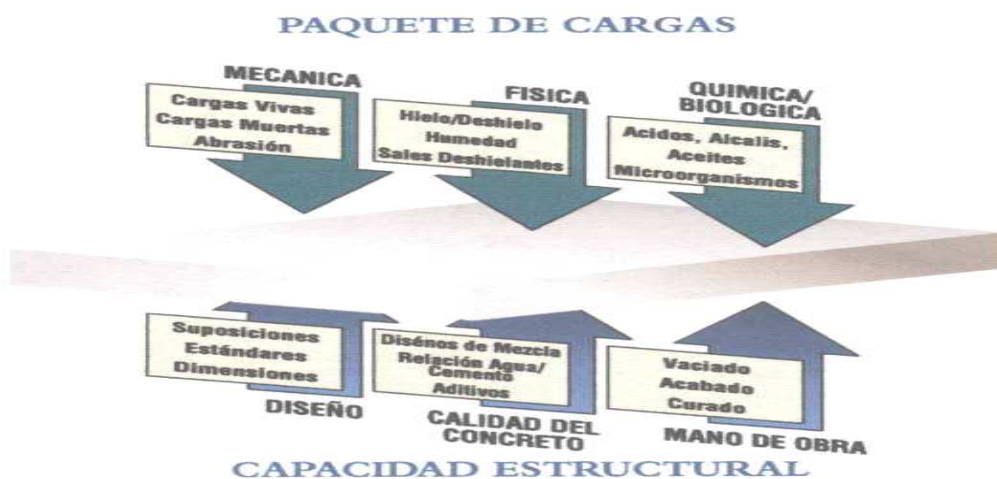 PAQUETE DE CARGAS
MECANICA
Cargas Vivas
Cargas Muertas
Abrasión
FISICA
Hielo/Deshielo
Humedad
Sales Deshielantes
QUIMICA/
BIOLOGICA
Acidos, Alcalis,
Aceites
Microorganismos
Suposiciones
Estándares
Dimensiones
DISEÑO
Disénos de Mezcla
Relación Agua/
Cemento
Aditivos
CALIDAD DEL
CONCRETO
Vaciado
Acabado
Curado
MANO DE OBRA
CAPACIDAD ESTRUCTURAL